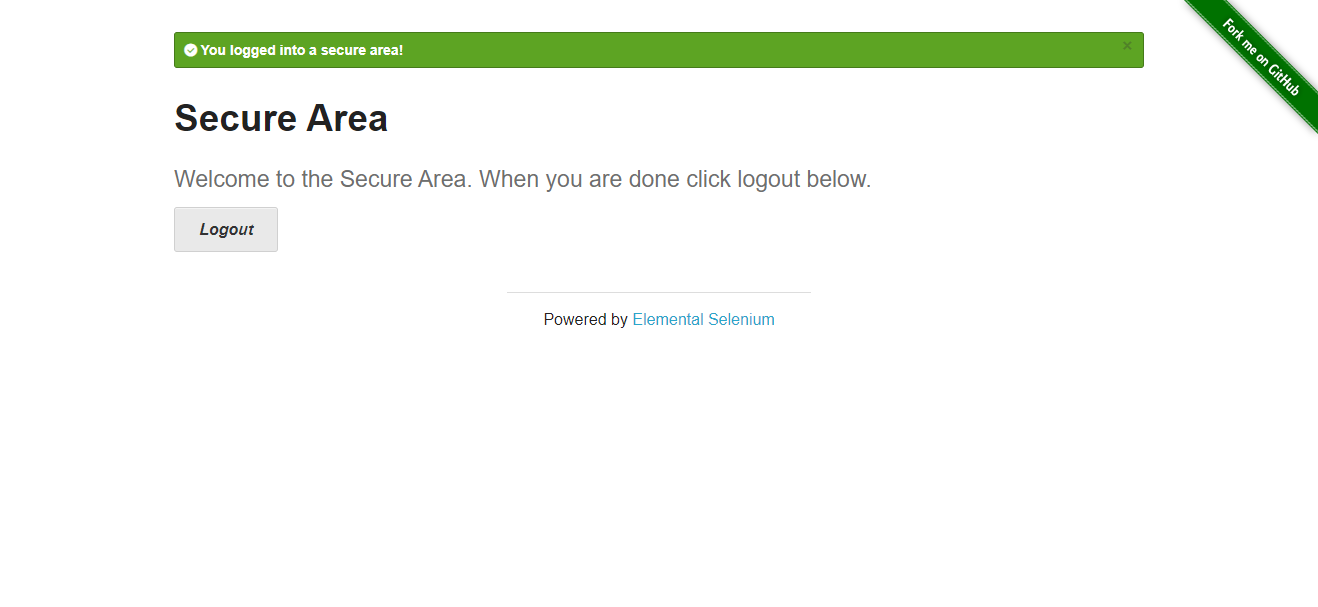 You logged into a secure area!
×
Fork me on GitHub
Secure Area
Welcome to the Secure Area. When you are done click logout below.
Logout
Powered by Elemental Selenium